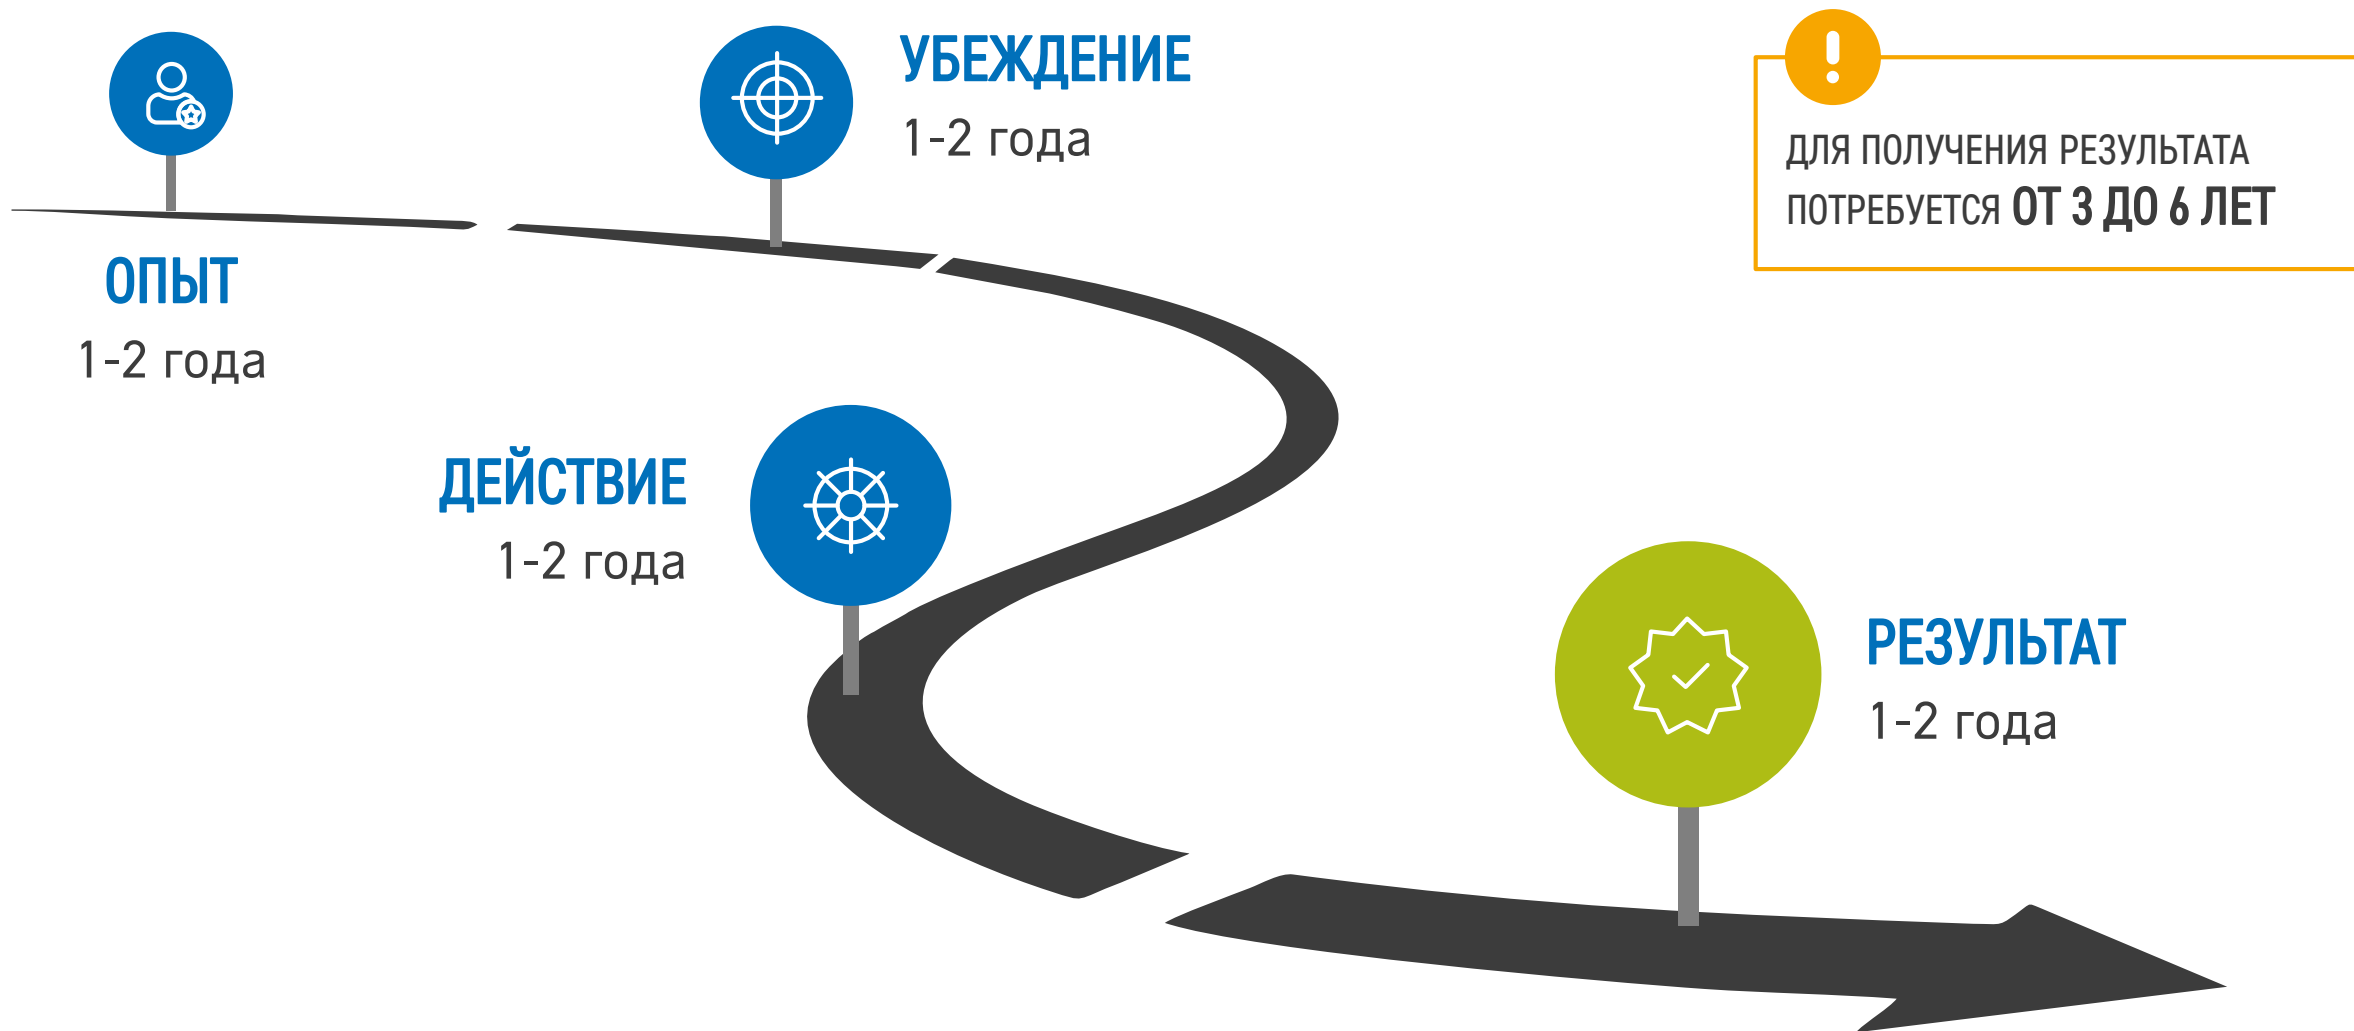 ОПЫТ
1-2 года
УБЕЖДЕНИЕ
1-2 года
ДЛЯ ПОЛУЧЕНИЯ РЕЗУЛЬТАТА
ПОТРЕБУЕТСЯ ОТ 3 ДО 6 ЛЕТ
ДЕЙСТВИЕ
1-2 года
РЕЗУЛЬТАТ
1-2 года